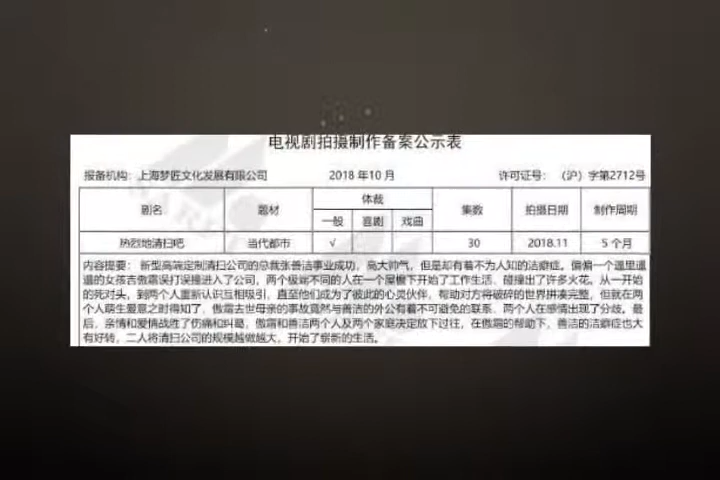 电视剧拍摄制作备案公示表
报备机构：上海梦匠文化发展有限公司 2018 年 10 月 许可证号：（沪）字第2712号
剧名 题材 体裁 集数 拍摄日期 制作周期
一般 喜剧 戏曲
热烈地清扫吧 当代都市 √ 30 2018.11 5 个月
内容提要： 新型高端定制清扫公司的总裁张善洁事业成功，高大帅气，但是却有着不为人知的洁癖症。偏偏一个邋里邋
遢的女孩吉傲霜误打误撞进入了公司，两个极端不同的人在一个屋檐下开始了工作生活，碰撞出了许多火花。从一开始
的死对头，到两个人重新认识互相吸引，直至他们成为了彼此的心灵伙伴，帮助对方将破碎的世界拼凑完整，但就在两
个人萌生爱意之时得知了，傲霜去世母亲的事故竟然与善洁的外公有着不可避免的联系，两个人在感情出现了分歧。最
后，亲情和爱情战胜了伤痛和纠葛，傲霜和善洁两个人及两个家庭决定放下过往，在傲霜的帮助下，善洁的洁癖症也大
有好转，二人将清扫公司的规模越做越大，开始了崭新的生活。